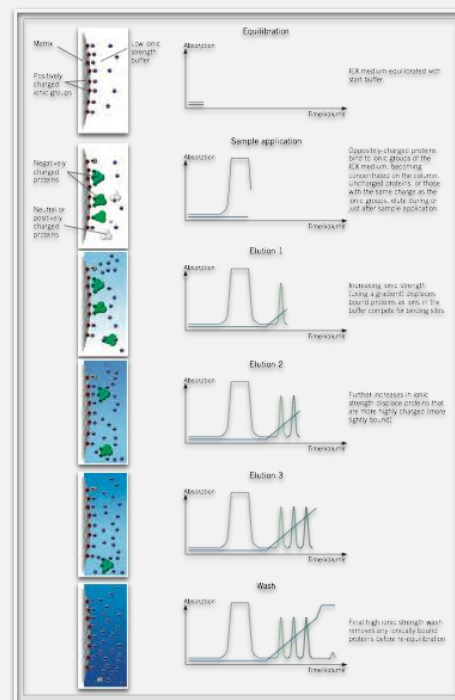 Equilibration
Matrix
Low ionic
strength
buffer
Positively
charged
ionic groups
Absorption
Time/volume
IEX medium equilibrated with
start buffer.
Sample application
Negatively
charged
proteins
Neutral or
positively
charged
proteins
Absorption
Time/volume
Oppositely-charged proteins
bind to ionic groups of the
IEX medium, becoming
concentrated on the column.
Uncharged proteins, or those
with the same charge as the
ionic groups, elute during or
just after sample application.
Elution 1
Absorption
Time/volume
Increasing ionic strength
(using a gradient) displaces
bound proteins as ions in the
buffer compete for binding sites.
Elution 2
Absorption
Time/volume
Further increases in ionic
strength displace proteins that
are more highly charged (more
tightly bound)
Elution 3
Absorption
Time/volume
Wash
Absorption
Time/volume
Final high ionic strength wash
removes any ionically bound
proteins before re-equilibration